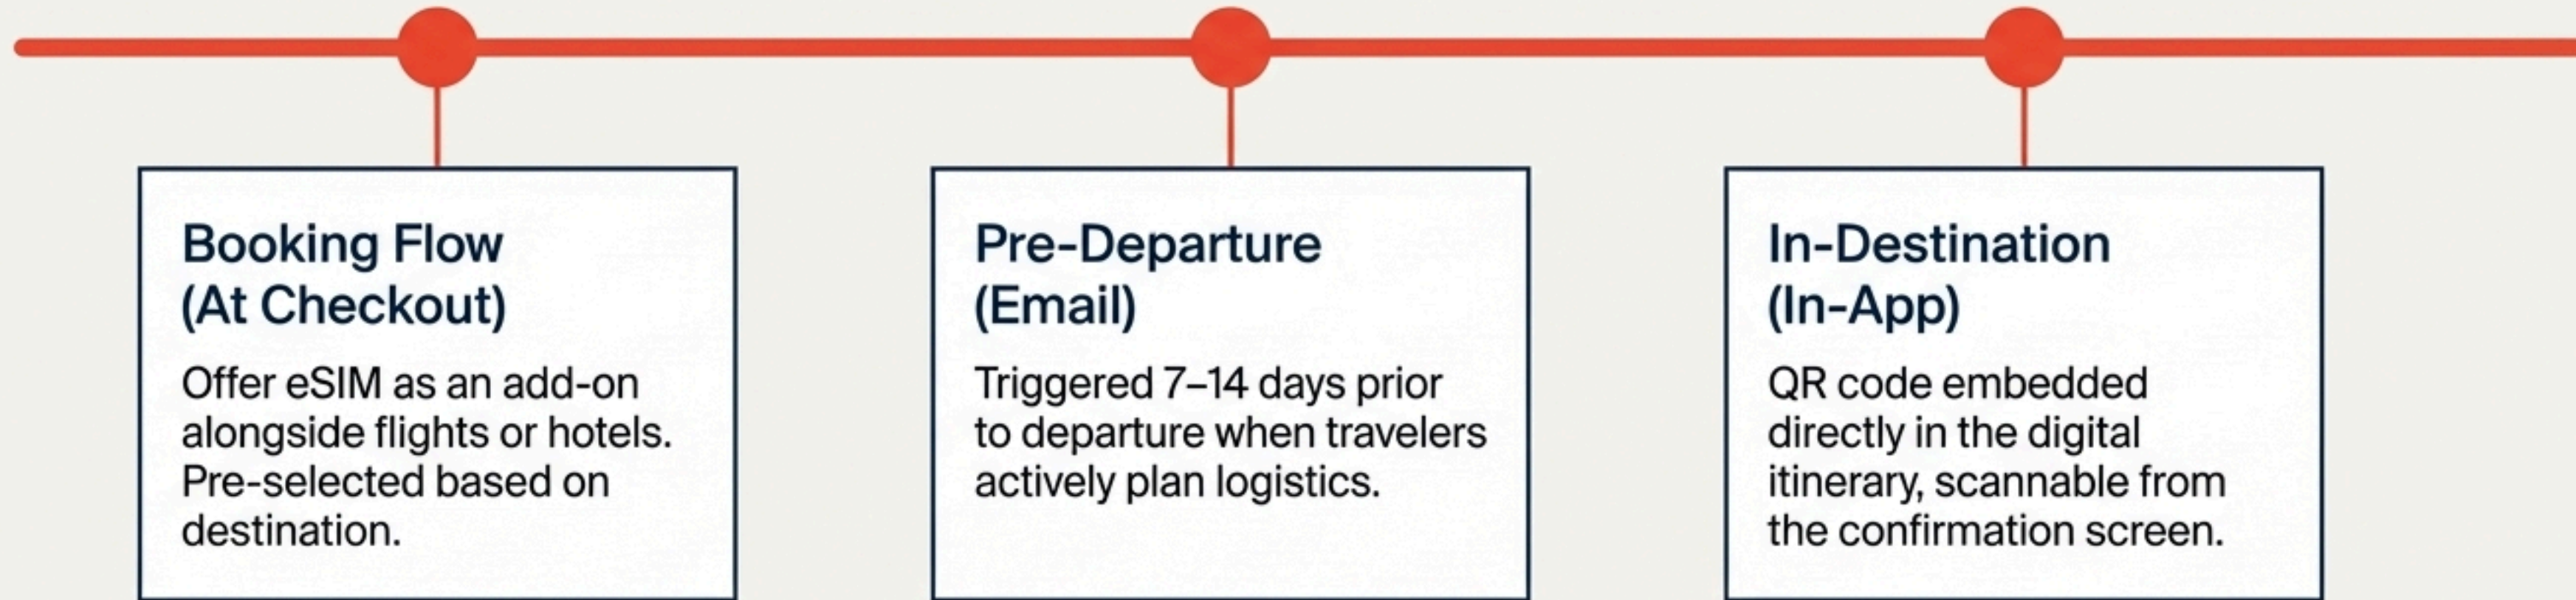 Booking Flow
(At Checkout)
Offer eSIM as an add-on
alongside flights or hotels.
Pre-selected based on
destination.
Pre-Departure
(Email)
Triggered 7–14 days prior
to departure when travelers
actively plan logistics.
In-Destination
(In-App)
QR code embedded
directly in the digital
itinerary, scannable from
the confirmation screen.